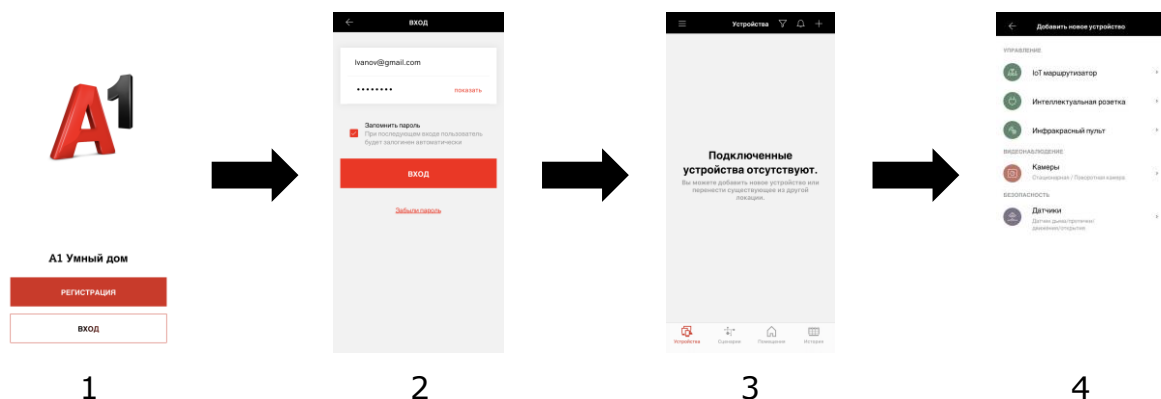 A1
А1 Умный дом
РЕГИСТРАЦИЯ
ВХОД
1
ВХОД
Ivanov@gmail.com
•••••••• показать
Запомнить пароль
При последующем входе пользователь
будет залогинен автоматически
ВХОД
Забыли пароль
2
Устройства
Подключенные
устройства отсутствуют.
Вы можете добавить новое устройство или
перенести существующее из другой
локации.
Устройства Сценарии Помещения История
3
Добавить новое устройство
УПРАВЛЕНИЕ
IoT маршрутизатор
Интеллектуальная розетка
Инфракрасный пульт
ВИДЕОНАБЛЮДЕНИЕ
Камеры
Стационарная / Поворотная камера
БЕЗОПАСНОСТЬ
Датчики
Датчик дыма/протечки/
движения/открытия
4